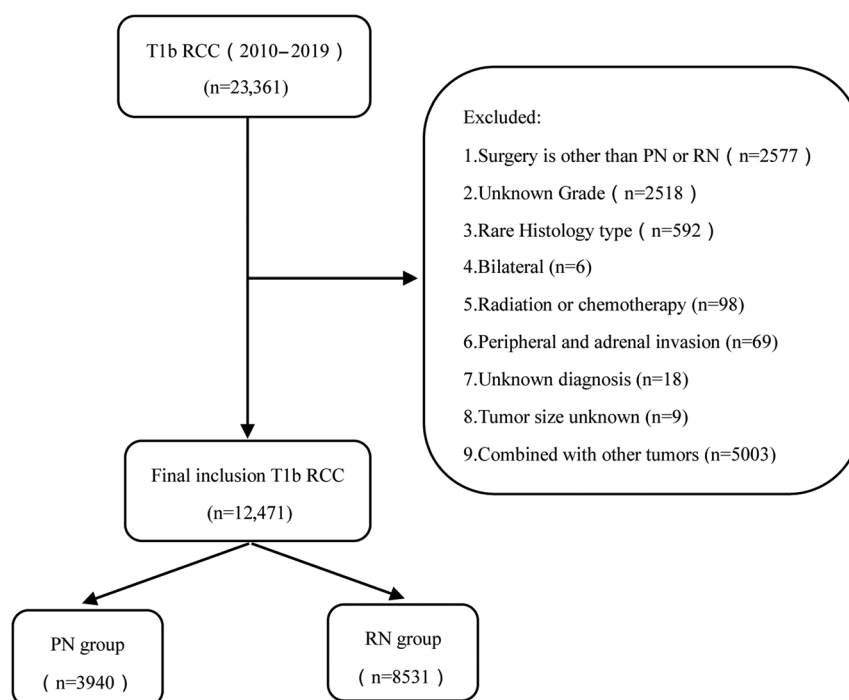 T1b RCC ( 2010−2019 )
(n=23,361)
Excluded:
1.Surgery is other than PN or RN ( n=2577 )
2.Unknown Grade ( n=2518 )
3.Rare Histology type ( n=592 )
4.Bilateral (n=6)
5.Radiation or chemotherapy (n=98)
6.Peripheral and adrenal invasion (n=69)
7.Unknown diagnosis (n=18)
8.Tumor size unknown (n=9)
9.Combined with other tumors (n=5003)
Final inclusion T1b RCC
(n=12,471)
PN group
( n=3940 )
RN group
( n=8531 )